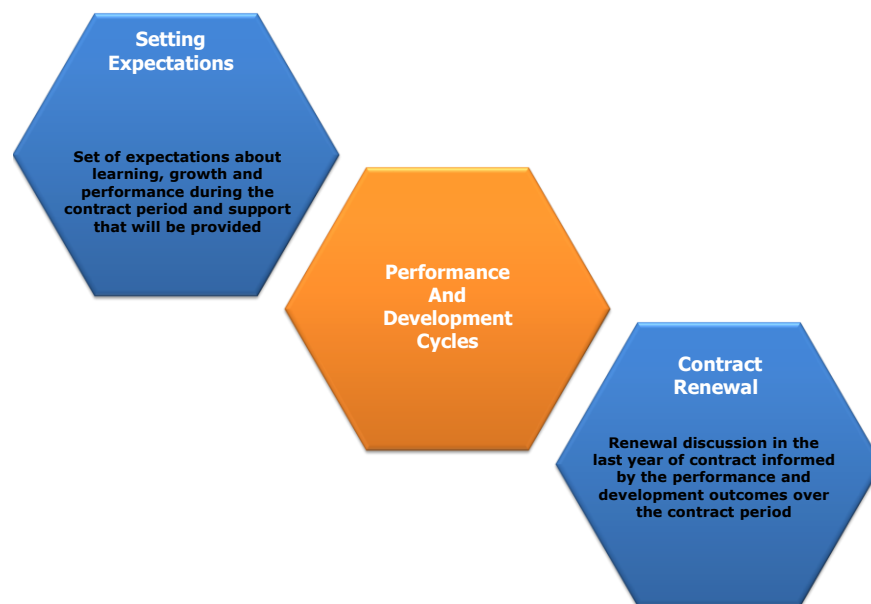 Setting
Expectations
Set of expectations about
learning, growth and
performance during the
contract period and support
that will be provided
Performance
And
Development
Cycles
Contract
Renewal
Renewal discussion in the
last year of contract informed
by the performance and
development outcomes over
the contract period